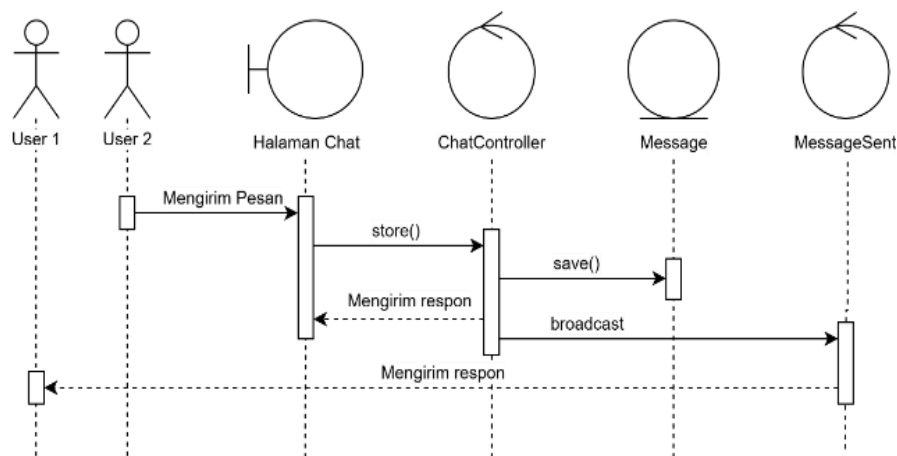 User 1
User 2
Halaman Chat
ChatController
Message
MessageSent
Mengirim Pesan
store()
save()
Mengirim respon
broadcast
Mengirim respon